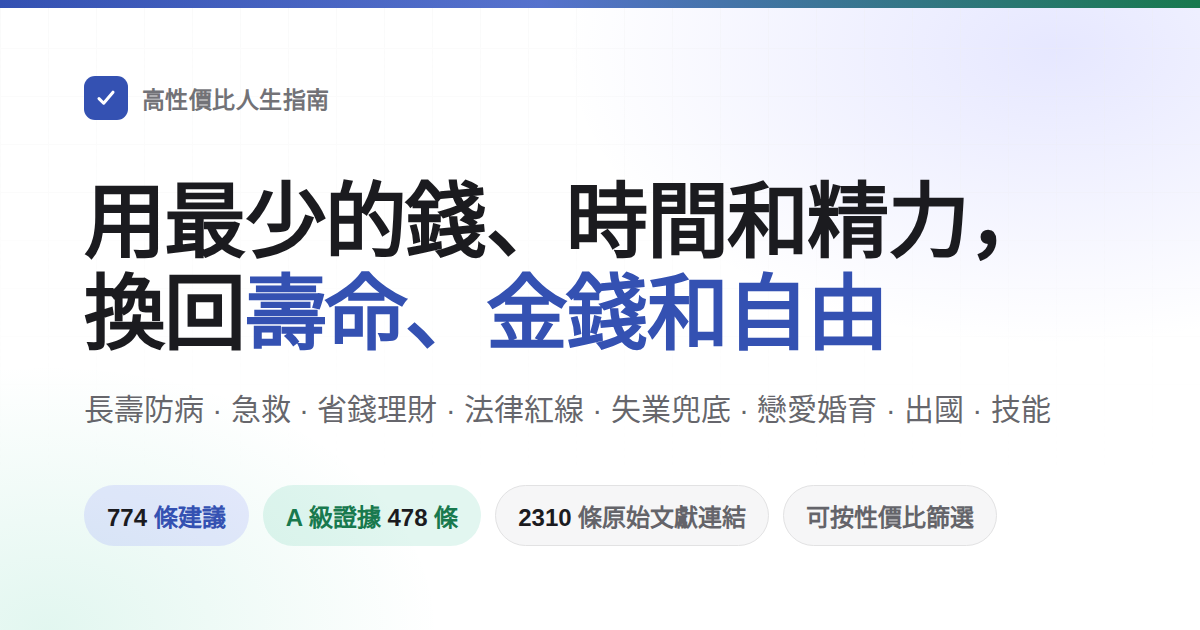 高性價比人生指南
用最少的錢、時間和精力，
換回壽命、金錢和自由
長壽防病 · 急救 · 省錢理財 · 法律紅線 · 失業兜底 · 戀愛婚育 · 出國 · 技能
774 條建議
A 級證據 478 條
2310 條原始文獻連結
可按性價比篩選